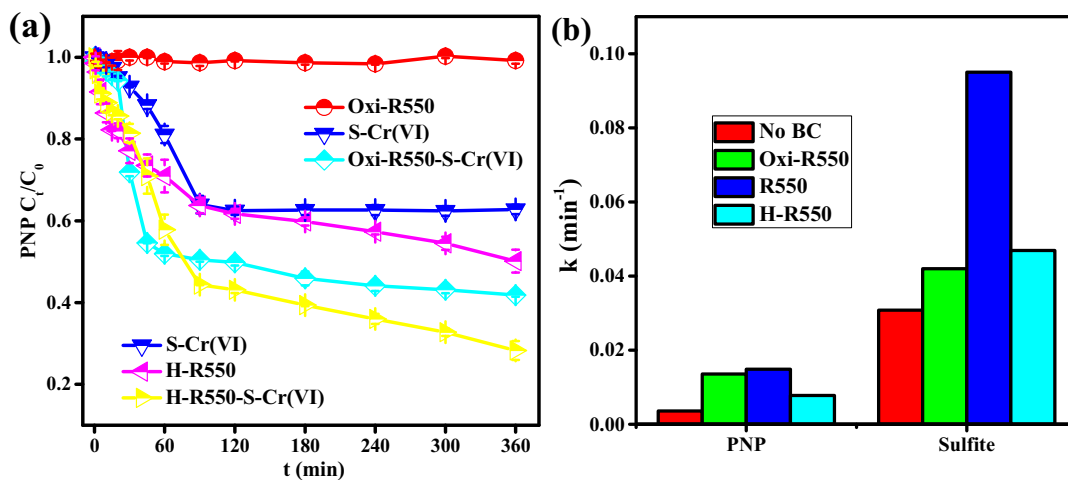 (a)
PNP Ct/C0
1.0
0.8
0.6
0.4
0.2
Oxi-R550
S-Cr(VI)
Oxi-R550-S-Cr(VI)
S-Cr(VI)
H-R550
H-R550-S-Cr(VI)
0 60 120 180 240 300 360
t (min)
(b)
k (min-1)
0.10
0.08
0.06
0.04
0.02
0.00
No BC
Oxi-R550
R550
H-R550
PNP Sulfite